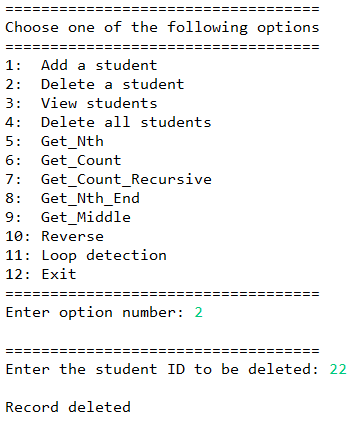 ===================================
Choose one of the following options
===================================
1:  Add a student
2:  Delete a student
3:  View students
4:  Delete all students
5:  Get_Nth
6:  Get_Count
7:  Get_Count_Recursive
8:  Get_Nth_End
9:  Get_Middle
10: Reverse
11: Loop detection
12: Exit
===================================
Enter option number: 2
===================================
Enter the student ID to be deleted: 22
Record deleted